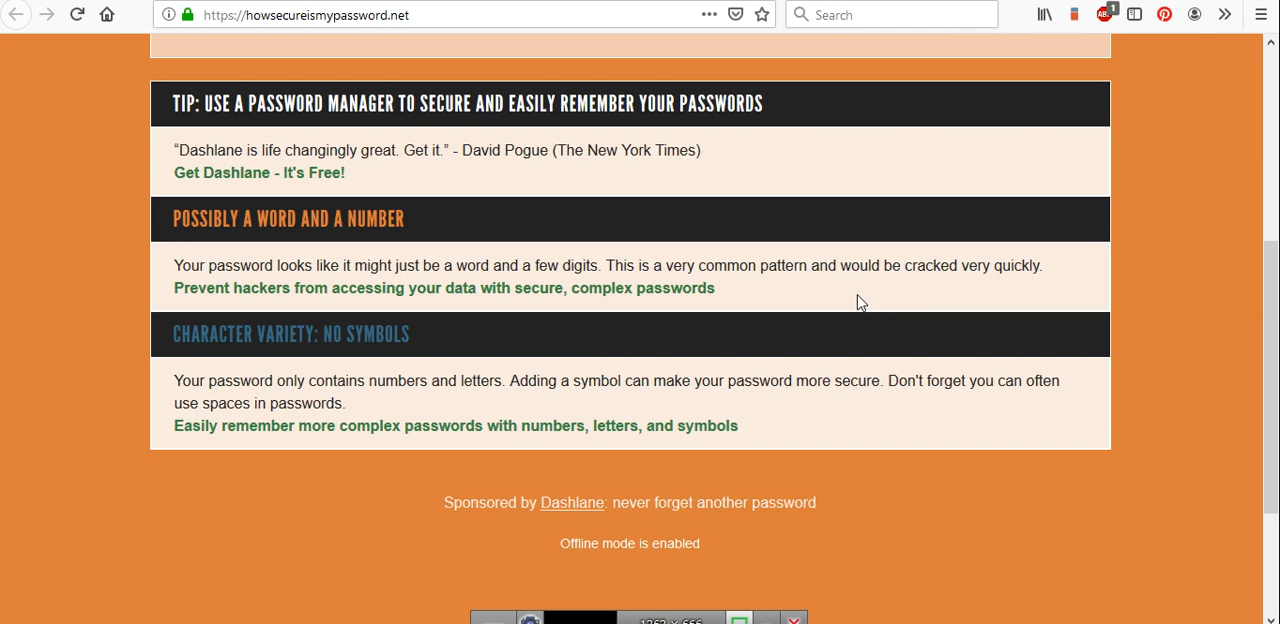 https://howsecureismypassword.net
Search
ABP
1
TIP: USE A PASSWORD MANAGER TO SECURE AND EASILY REMEMBER YOUR PASSWORDS
“Dashlane is life changingly great. Get it.” - David Pogue (The New York Times)
Get Dashlane - It's Free!
POSSIBLY A WORD AND A NUMBER
Your password looks like it might just be a word and a few digits. This is a very common pattern and would be cracked very quickly.
Prevent hackers from accessing your data with secure, complex passwords
CHARACTER VARIETY: NO SYMBOLS
Your password only contains numbers and letters. Adding a symbol can make your password more secure. Don't forget you can often
use spaces in passwords.
Easily remember more complex passwords with numbers, letters, and symbols
Sponsored by Dashlane: never forget another password
Offline mode is enabled